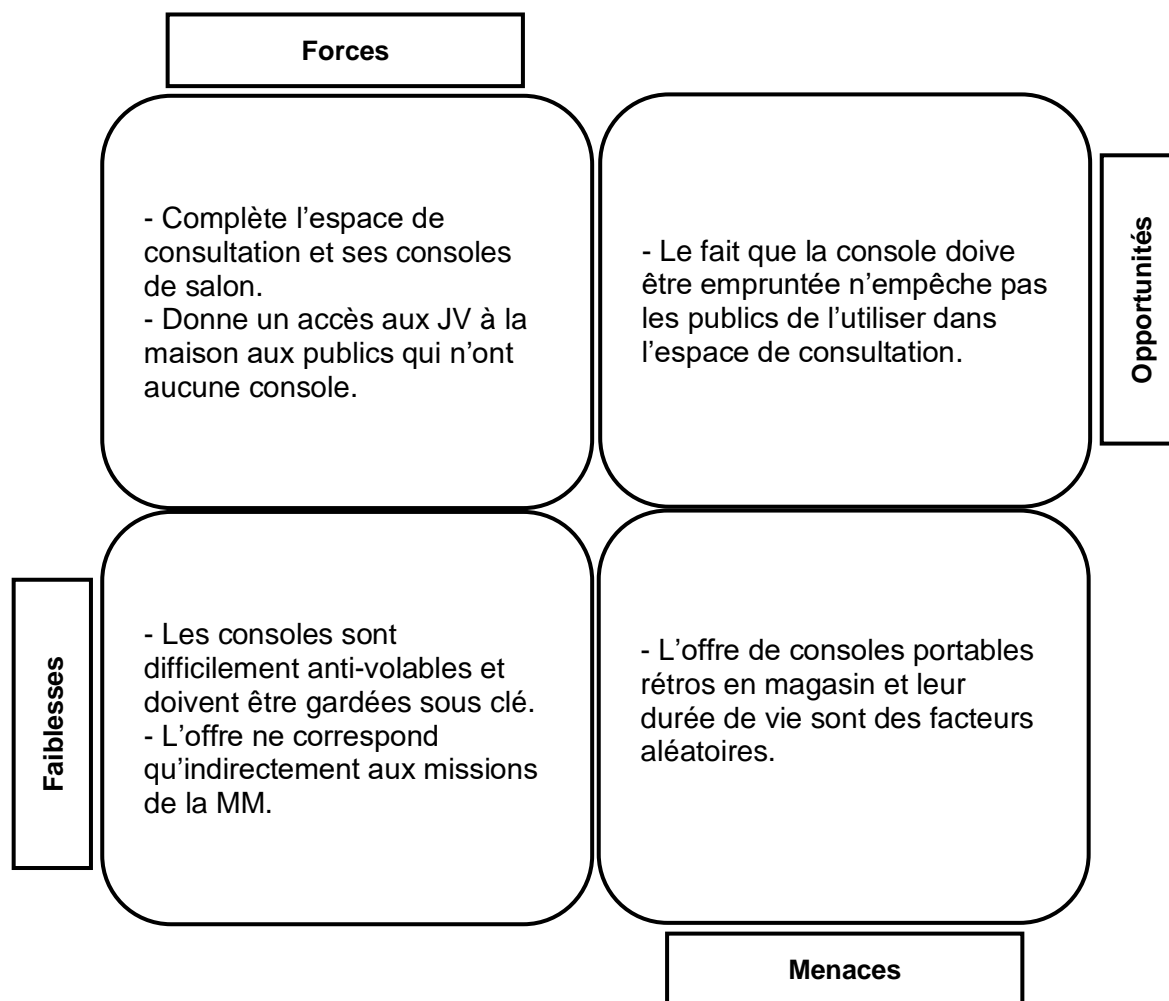 Forces
- Complète l’espace de
consultation et ses consoles
de salon.
- Donne un accès aux JV à la
maison aux publics qui n’ont
aucune console.
- Le fait que la console doive
être empruntée n’empêche pas
les publics de l’utiliser dans
l’espace de consultation.
Opportunités
Faiblesses
- Les consoles sont
difficilement anti-volables et
doivent être gardées sous clé.
- L’offre ne correspond
qu’indirectement aux missions
de la MM.
- L’offre de consoles portables
rétros en magasin et leur
durée de vie sont des facteurs
aléatoires.
Menaces